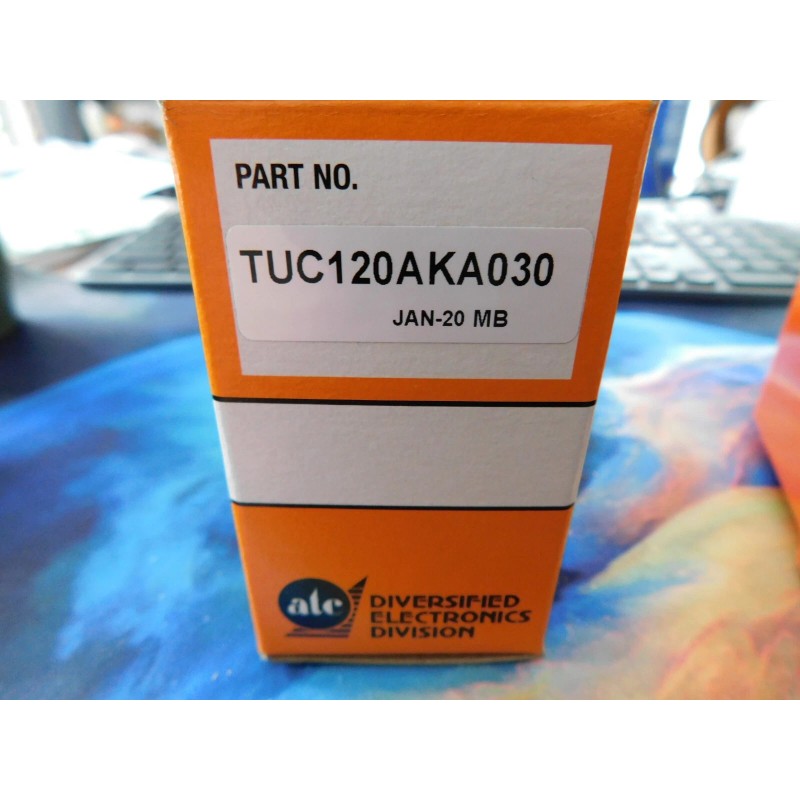 PART NO.
TUC120AKA030
JAN-20 MB
atc
DIVERSIFIED
ELECTRONICS
DIVISION